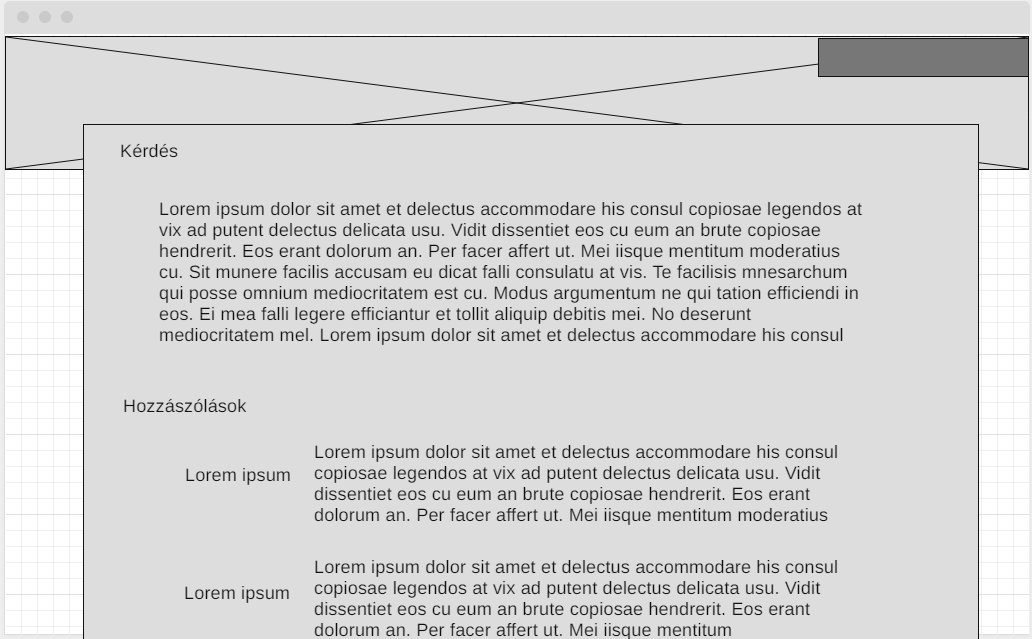 Kérdés
Lorem ipsum dolor sit amet et delectus accommodare his consul copiosae legendos at
vix ad putent delectus delicata usu. Vidit dissentiet eos cu eum an brute copiosae
hendrerit. Eos erant dolorum an. Per facer affert ut. Mei iisque mentitum moderatius
cu. Sit munere facilis accusam eu dicat falli consulatu at vis. Te facilisis mnesarchum
qui posse omnium mediocritatem est cu. Modus argumentum ne qui tation efficiendi in
eos. Ei mea falli legere efficiantur et tollit aliquip debitis mei. No deserunt
mediocritatem mel. Lorem ipsum dolor sit amet et delectus accommodare his consul
Hozzászólások
Lorem ipsum
Lorem ipsum dolor sit amet et delectus accommodare his consul
copiosae legendos at vix ad putent delectus delicata usu. Vidit
dissentiet eos cu eum an brute copiosae hendrerit. Eos erant
dolorum an. Per facer affert ut. Mei iisque mentitum moderatius
Lorem ipsum
Lorem ipsum dolor sit amet et delectus accommodare his consul
copiosae legendos at vix ad putent delectus delicata usu. Vidit
dissentiet eos cu eum an brute copiosae hendrerit. Eos erant
dolorum an. Per facer affert ut. Mei iisque mentitum